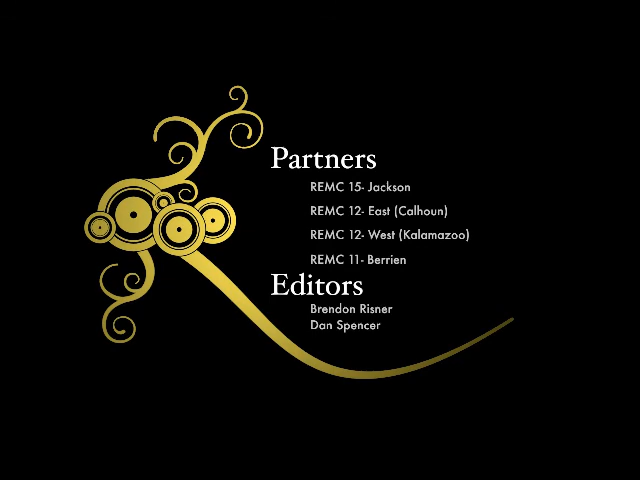 Partners
REMC 15- Jackson
REMC 12- East (Calhoun)
REMC 12- West (Kalamazoo)
REMC 11- Berrien
Editors
Brendon Risner
Dan Spencer